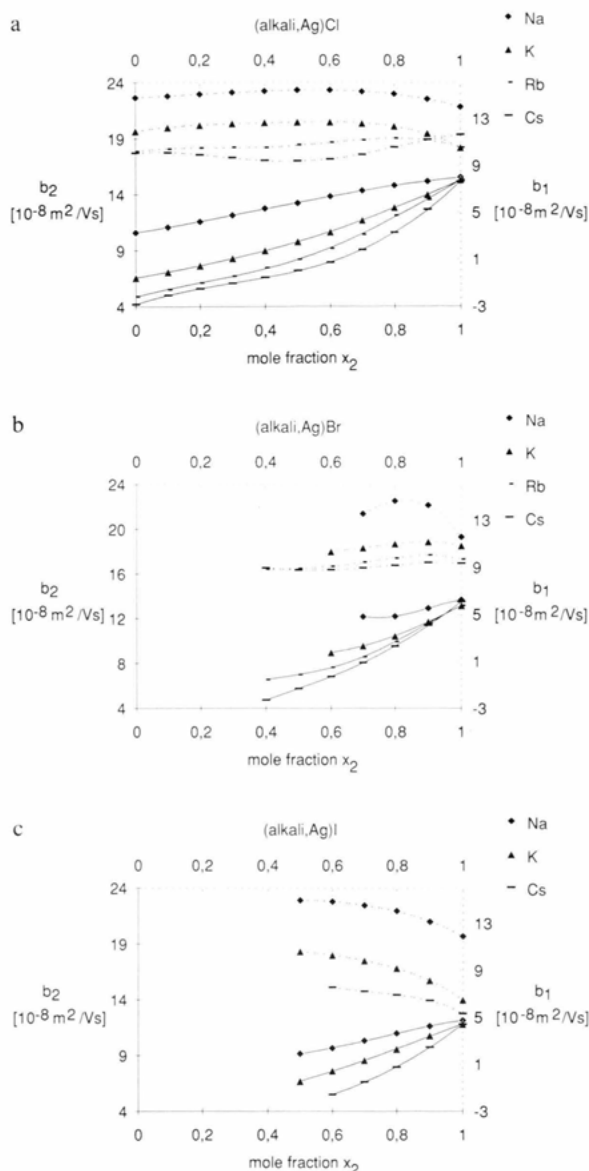 a
(alkali,Ag)Cl
Na
K
Rb
Cs
0 0,2 0,4 0,6 0,8 1
24
19
14
9
4
b2
[10-8 m2/Vs]
13
9
5
1
-3
b1
[10-8 m2/Vs]
0 0,2 0,4 0,6 0,8 1
mole fraction x2
b
(alkali,Ag)Br
Na
K
Rb
Cs
0 0,2 0,4 0,6 0,8 1
24
20
16
12
8
4
b2
[10-8 m2/Vs]
13
9
5
1
-3
b1
[10-8 m2/Vs]
0 0,2 0,4 0,6 0,8 1
mole fraction x2
c
(alkali,Ag)I
Na
K
Cs
0 0,2 0,4 0,6 0,8 1
24
19
14
9
4
b2
[10-8 m2/Vs]
13
9
5
1
-3
b1
[10-8 m2/Vs]
0 0,2 0,4 0,6 0,8 1
mole fraction x2